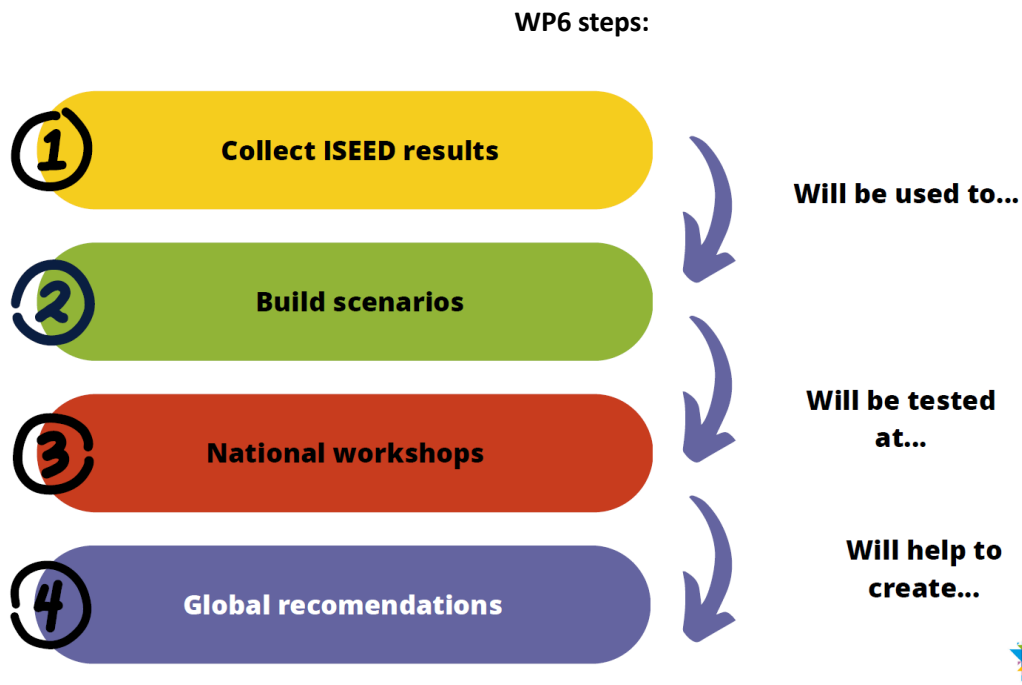 WP6 steps:
1
Collect ISEED results
Will be used to...
2
Build scenarios
Will be tested
at...
3
National workshops
Will help to
create...
4
Global recomendations